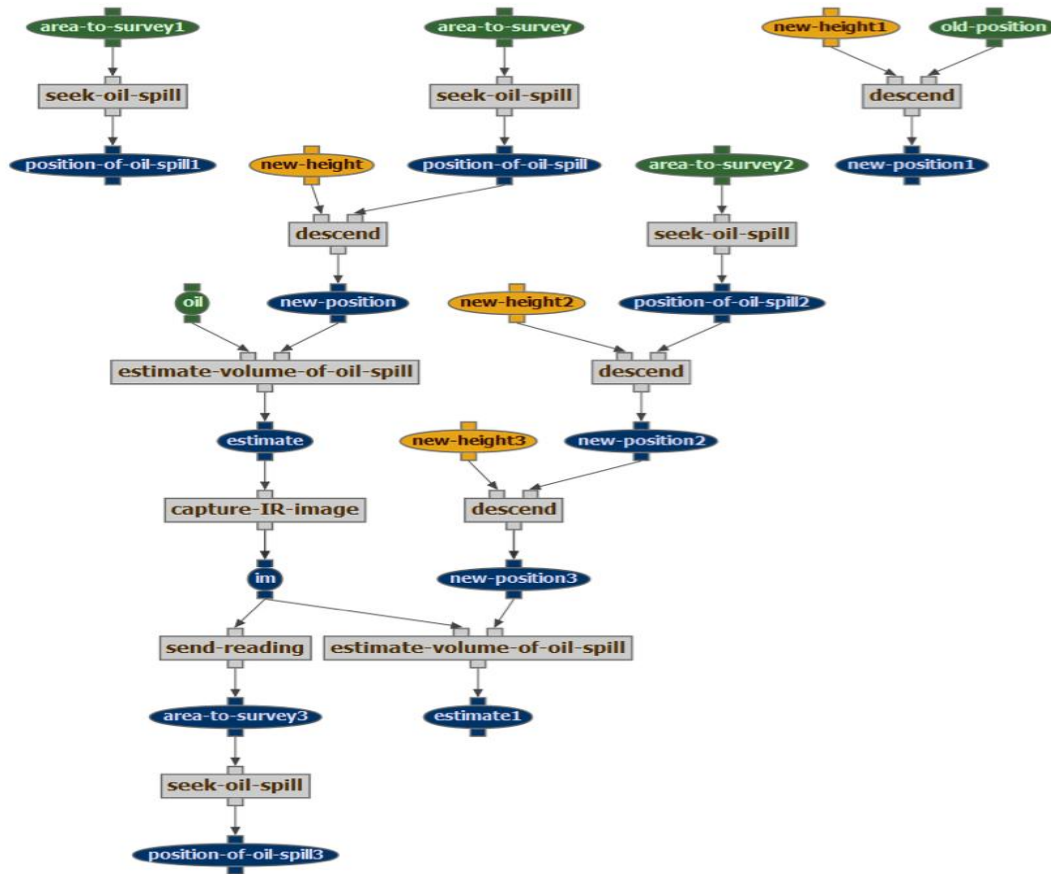 area-to-survey1
area-to-survey
new-height1
old-position
seek-oil-spill
seek-oil-spill
descend
position-of-oil-spill1
new-height
position-of-oil-spill
area-to-survey2
new-position1
descend
seek-oil-spill
oil
new-position
new-height2
position-of-oil-spill2
estimate-volume-of-oil-spill
descend
estimate
new-height3
new-position2
capture-IR-image
descend
im
new-position3
send-reading
estimate-volume-of-oil-spill
area-to-survey3
estimate1
seek-oil-spill
position-of-oil-spill3